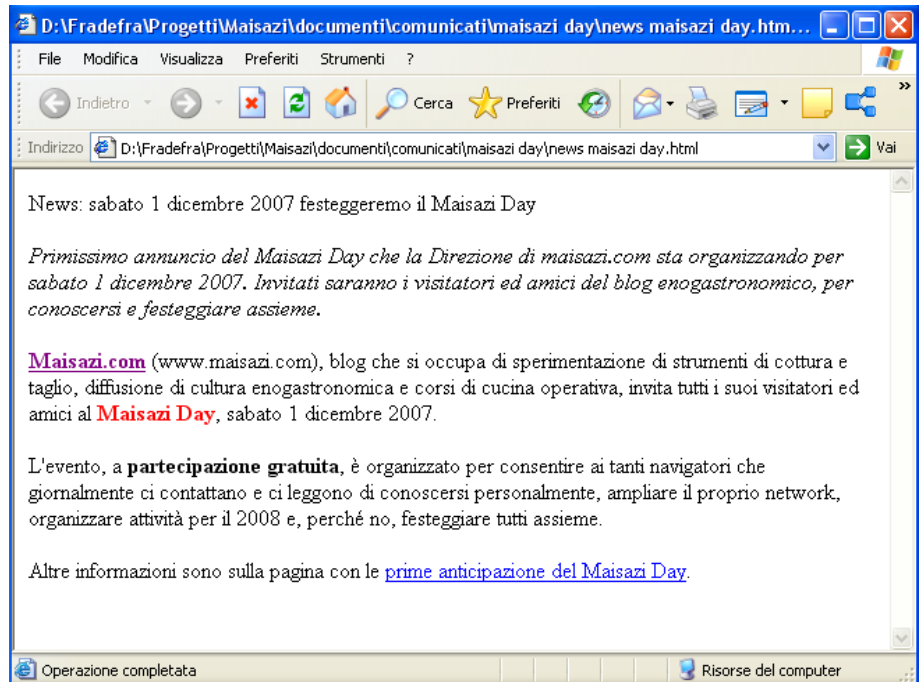 D:\Fradefra\Progetti\Maisazi\documenti\comunicati\maisazi day\news maisazi day.htm...
File Modifica Visualizza Preferiti Strumenti ?
Indietro Cerca Preferiti »
Indirizzo D:\Fradefra\Progetti\Maisazi\documenti\comunicati\maisazi day\news maisazi day.html Vai
News: sabato 1 dicembre 2007 festeggeremo il Maisazi Day
Primissimo annuncio del Maisazi Day che la Direzione di maisazi.com sta organizzando per
sabato 1 dicembre 2007. Invitati saranno i visitatori ed amici del blog enogastronomico, per
conoscersi e festeggiare assieme.
Maisazi.com (www.maisazi.com), blog che si occupa di sperimentazione di strumenti di cottura e
taglio, diffusione di cultura enogastronomica e corsi di cucina operativa, invita tutti i suoi visitatori ed
amici al Maisazi Day, sabato 1 dicembre 2007.
L'evento, a partecipazione gratuita, è organizzato per consentire ai tanti navigatori che
giornalmente ci contattano e ci leggono di conoscersi personalmente, ampliare il proprio network,
organizzare attività per il 2008 e, perché no, festeggiare tutti assieme.
Altre informazioni sono sulla pagina con le prime anticipazione del Maisazi Day.
Operazione completata Risorse del computer